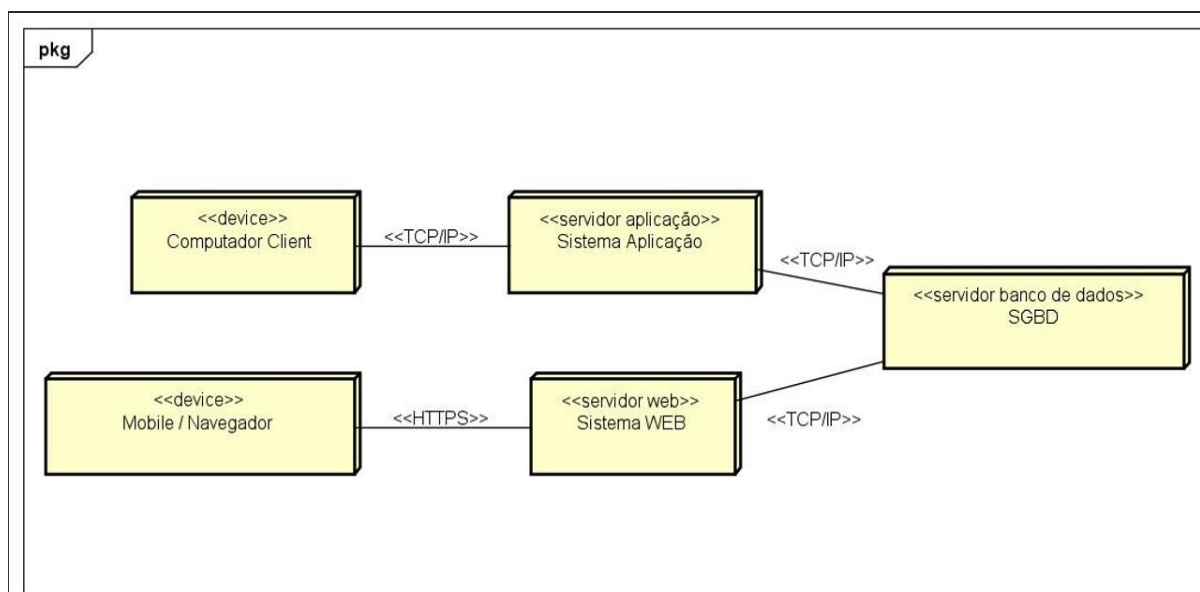 pkg
<<device>>
Computador Client
<<TCP/IP>>
<<servidor aplicação>>
Sistema Aplicação
<<TCP/IP>>
<<servidor banco de dados>>
SGBD
<<device>>
Mobile / Navegador
<<HTTPS>>
<<servidor web>>
Sistema WEB
<<TCP/IP>>